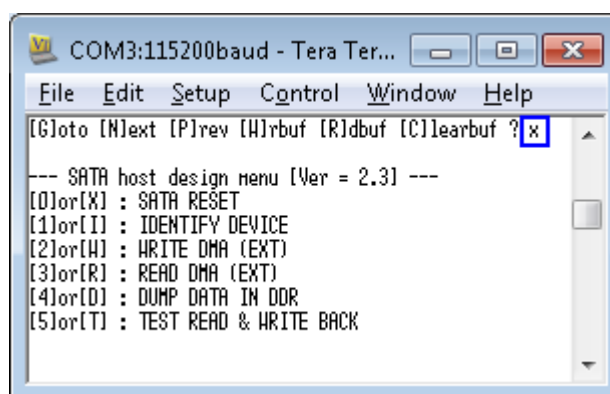 COM3:115200baud - Tera Ter...
File Edit Setup Control Window Help
[G]oto [N]ext [P]rev [W]rbuf [R]dbuf [C]learbuf ? x
--- SATA host design menu [Ver = 2.3] ---
[0]or[X] : SATA RESET
[1]or[I] : IDENTIFY DEVICE
[2]or[W] : WRITE DMA (EXT)
[3]or[R] : READ DMA (EXT)
[4]or[D] : DUMP DATA IN DDR
[5]or[T] : TEST READ & WRITE BACK